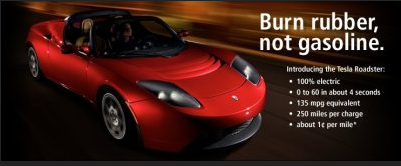 Burn rubber,
not gasoline.
Introducing the Tesla Roadster:
• 100% electric
• 0 to 60 in about 4 seconds
• 135 mpg equivalent
• 250 miles per charge
• about 1¢ per mile*